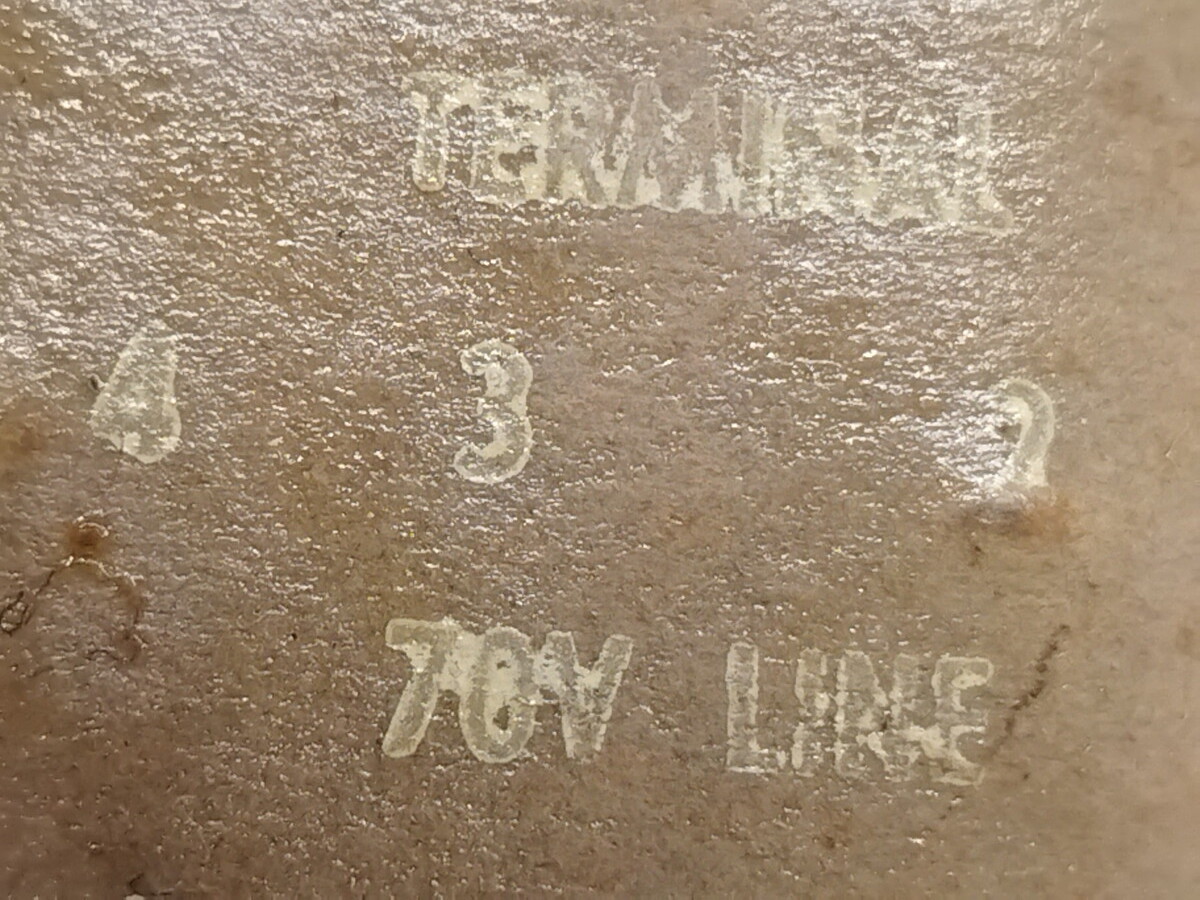 TERMINAL
4 3 2
70V LINE